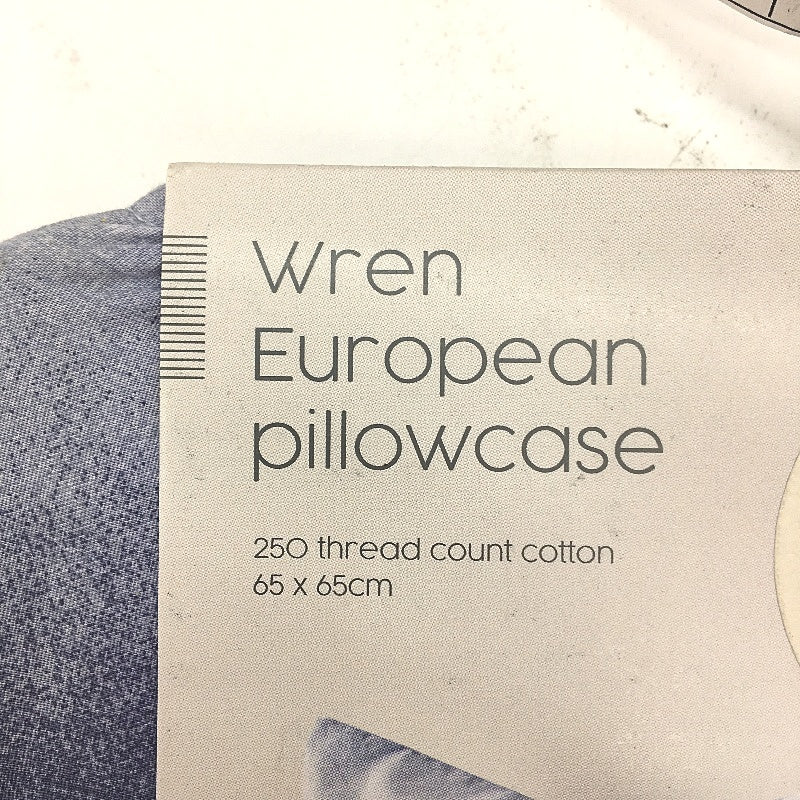 Wren
European
pillowcase
250 thread count cotton
65 x 65cm